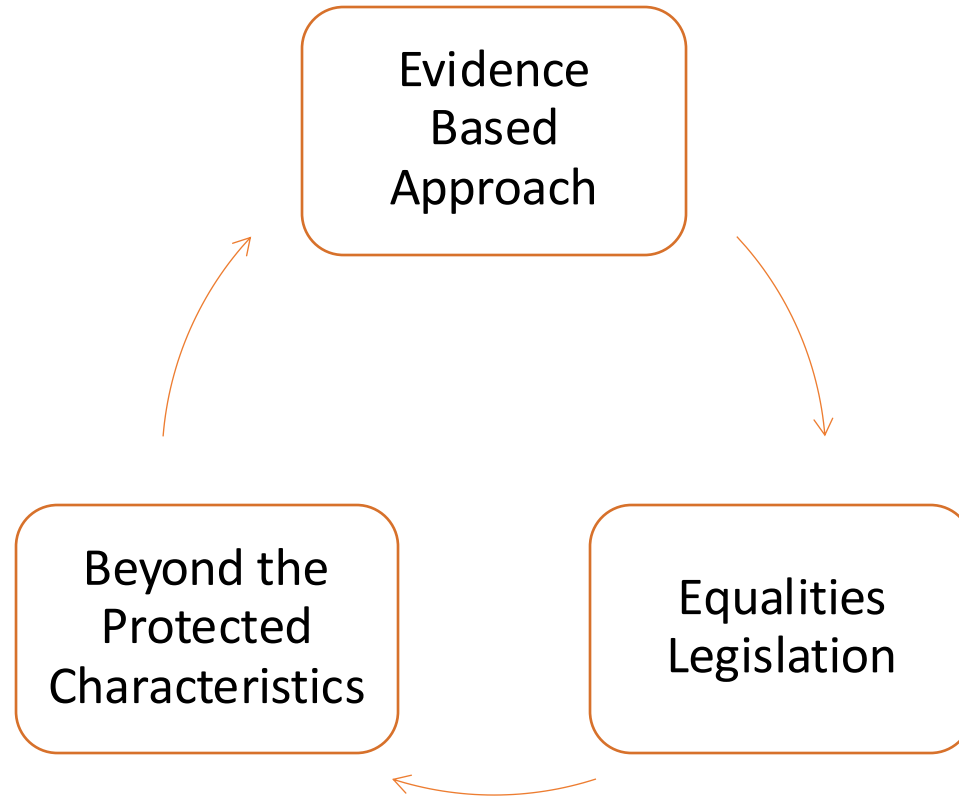 Evidence
Based
Approach
Beyond the
Protected
Characteristics
Equalities
Legislation